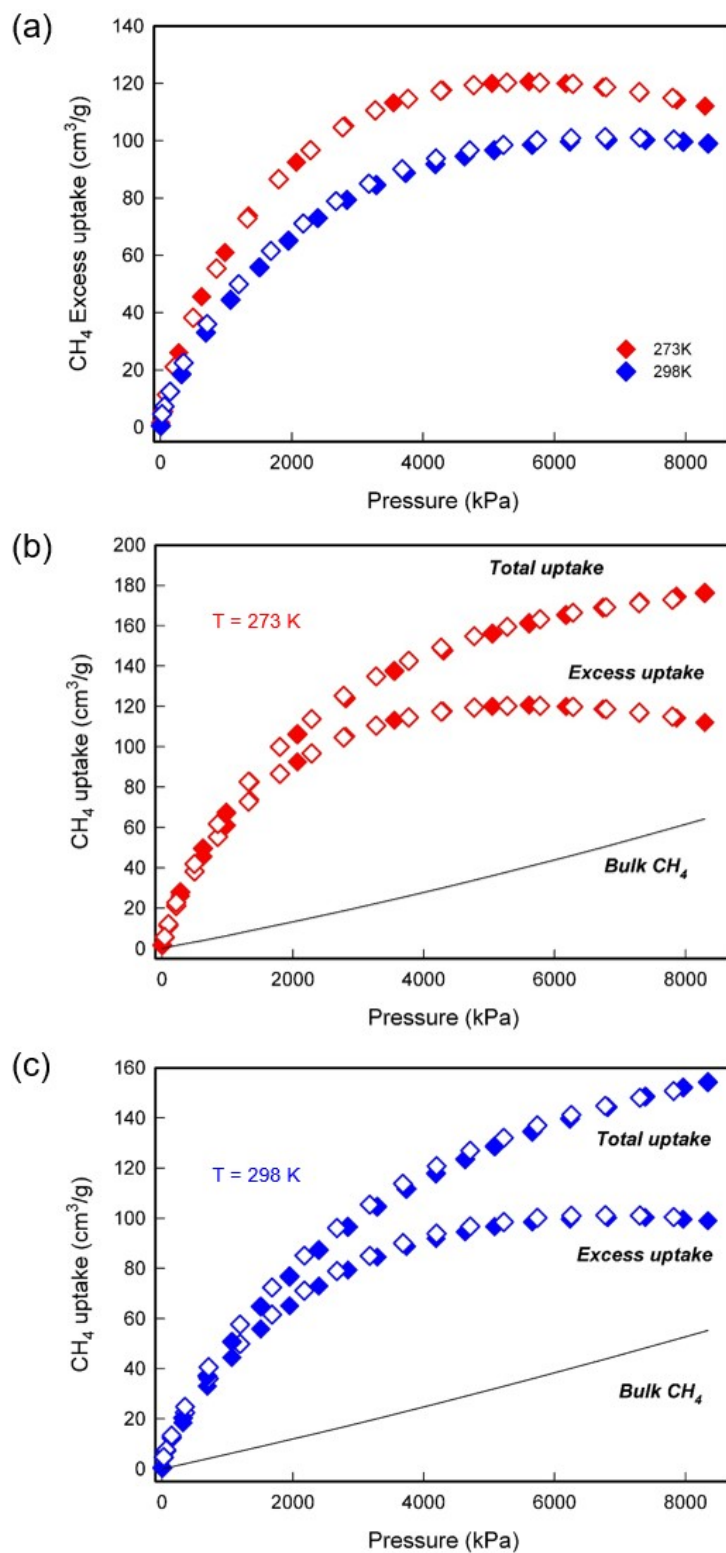 (a)
CH₄ Excess uptake (cm³/g)
140
120
100
80
60
40
20
0
273K
298K
0 2000 4000 6000 8000
Pressure (kPa)
(b)
CH₄ uptake (cm³/g)
200
180
160
140
120
100
80
60
40
20
0
Total uptake
T = 273 K
Excess uptake
Bulk CH₄
0 2000 4000 6000 8000
Pressure (kPa)
(c)
CH₄ uptake (cm³/g)
160
140
120
100
80
60
40
20
0
Total uptake
T = 298 K
Excess uptake
Bulk CH₄
0 2000 4000 6000 8000
Pressure (kPa)